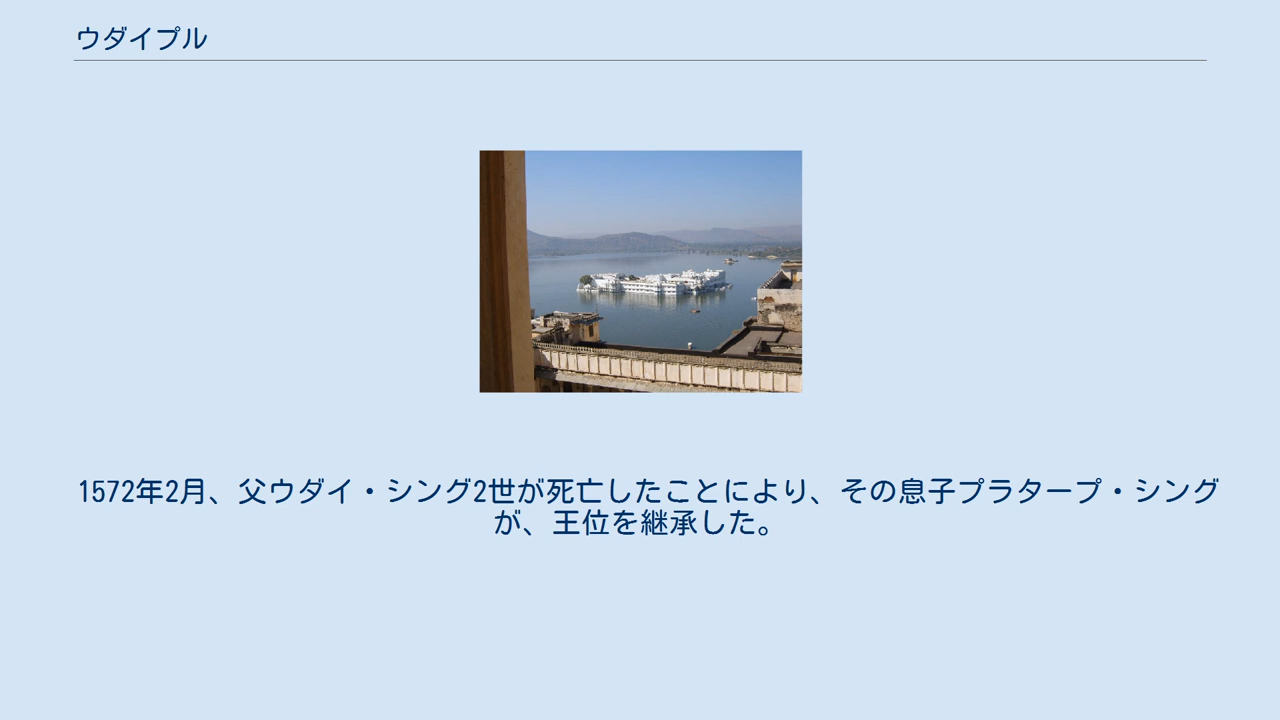 ウダイプル
1572年2月、父ウダイ・シング2世が死亡したことにより、その息子プラタープ・シング
が、王位を継承した。